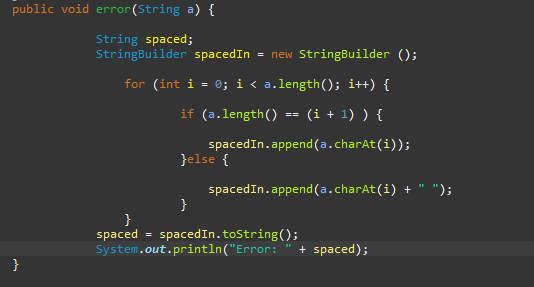 public void error(String a) {
String spaced;
StringBuilder spacedIn = new StringBuilder ();
for (int i = 0; i < a.length(); i++) {
if (a.length() == (i + 1) ) {
spacedIn.append(a.charAt(i));
}else {
spacedIn.append(a.charAt(i) + " ");
}
}
spaced = spacedIn.toString();
System.out.println("Error: " + spaced);
}